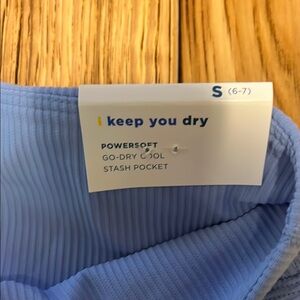 S (6-7)
i keep you dry
POWERSOFT
GO-DRY COOL
STASH POCKET